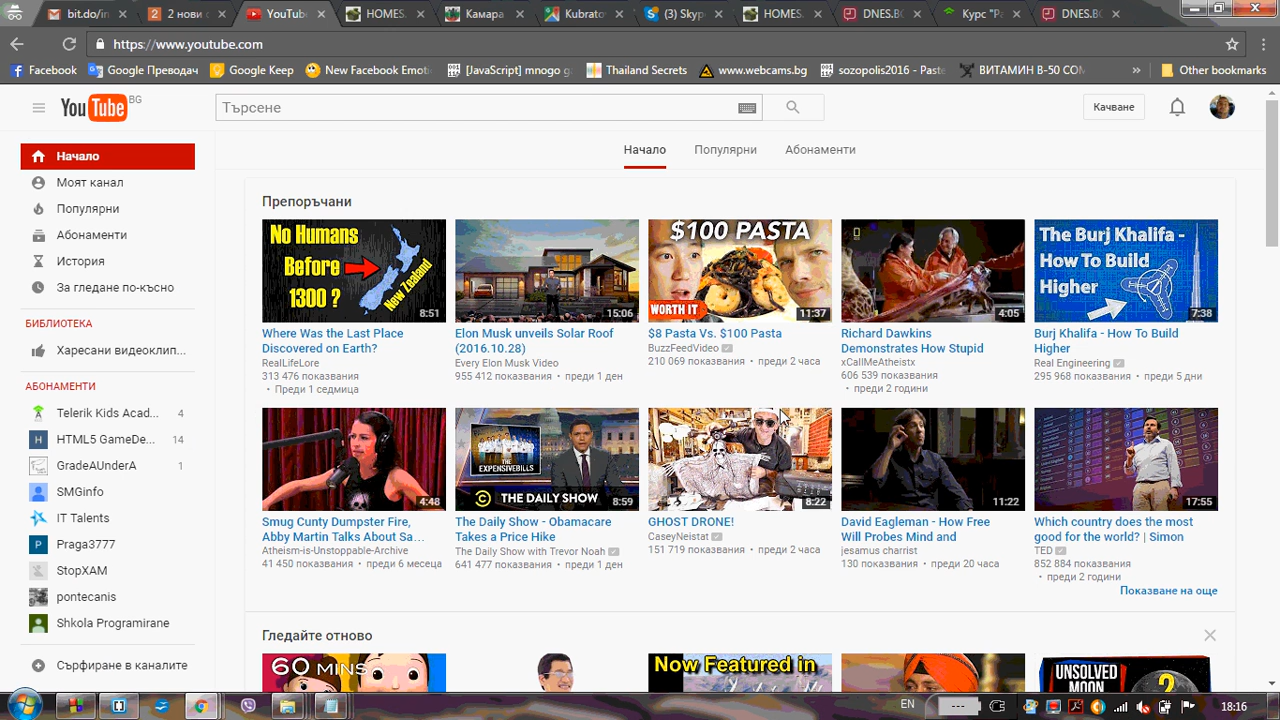 bit.do/in
2 нови с
YouTube
HOMES.
Камара
Kubratov
(3) Skyp
HOMES.
DNES.BG
Курс "Р
DNES.BG
https://www.youtube.com
Facebook
Google Преводач
Google Keep
New Facebook Emoti
[JavaScript] mnogo g
Thailand Secrets
www.webcams.bg
sozopolis2016 - Paste
ВИТАМИН B-50 COM
»
Other bookmarks
YouTube BG
Търсене
Качване
Начало
Популярни
Абонаменти
Начало
Моят канал
Популярни
Абонаменти
История
За гледане по-късно
БИБЛИОТЕКА
Харесани видеоклип...
АБОНАМЕНТИ
Telerik Kids Acad... 4
HTML5 GameDe... 14
GradeAUnderA 1
SMGinfo
IT Talents
Praga3777
StopXAM
pontecanis
Shkola Programirane
Сърфиране в каналите
Препоръчани
No Humans
Before
1300 ?
New Zealand
8:51
Where Was the Last Place
Discovered on Earth?
RealLifeLore
313 476 показвания
• Преди 1 седмица
15:06
Elon Musk unveils Solar Roof
(2016.10.28)
Every Elon Musk Video
955 412 показвания • преди 1 ден
$100 PASTA
WORTH IT
11:37
$8 Pasta Vs. $100 Pasta
BuzzFeedVideo
210 069 показвания • преди 2 часа
4:05
Richard Dawkins
Demonstrates How Stupid
xCallMeAtheistx
606 539 показвания
• преди 2 години
The Burj Khalifa -
How To Build
Higher
7:38
Burj Khalifa - How To Build
Higher
Real Engineering
295 968 показвания • преди 5 дни
4:48
Smug Cunty Dumpster Fire,
Abby Martin Talks About Sa...
Atheism-is-Unstoppable-Archive
41 450 показвания • преди 6 месеца
THE
EXPENSIVEBILLS
THE DAILY SHOW
8:59
The Daily Show - Obamacare
Takes a Price Hike
The Daily Show with Trevor Noah
641 477 показвания • преди 1 ден
8:22
GHOST DRONE!
CaseyNeistat
151 719 показвания • преди 2 часа
11:22
David Eagleman - How Free
Will Probes Mind and
jesamus charrist
130 показвания • преди 20 часа
17:55
Which country does the most
good for the world? | Simon
TED
852 884 показвания
• преди 2 години
Показване на още
Гледайте отново
60 MINS
Now Featured in
UNSOLVED
MOON
?
EN
---
18:16